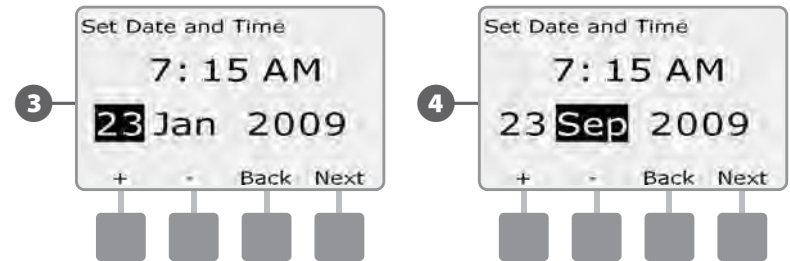 Set Date and Time
7: 15 AM
3
23 Jan 2009
+ - Back Next
Set Date and Time
7: 15 AM
4
23 Sep 2009
+ - Back Next